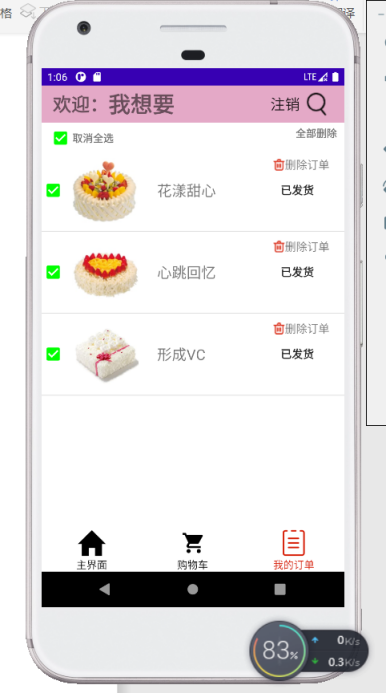 格
译
1:06
LTE
欢迎：我想要
注销
取消全选
全部删除
删除订单
花漾甜心
已发货
删除订单
心跳回忆
已发货
删除订单
形成VC
已发货
主界面
购物车
我的订单
83%
0K/s
0.3K/s